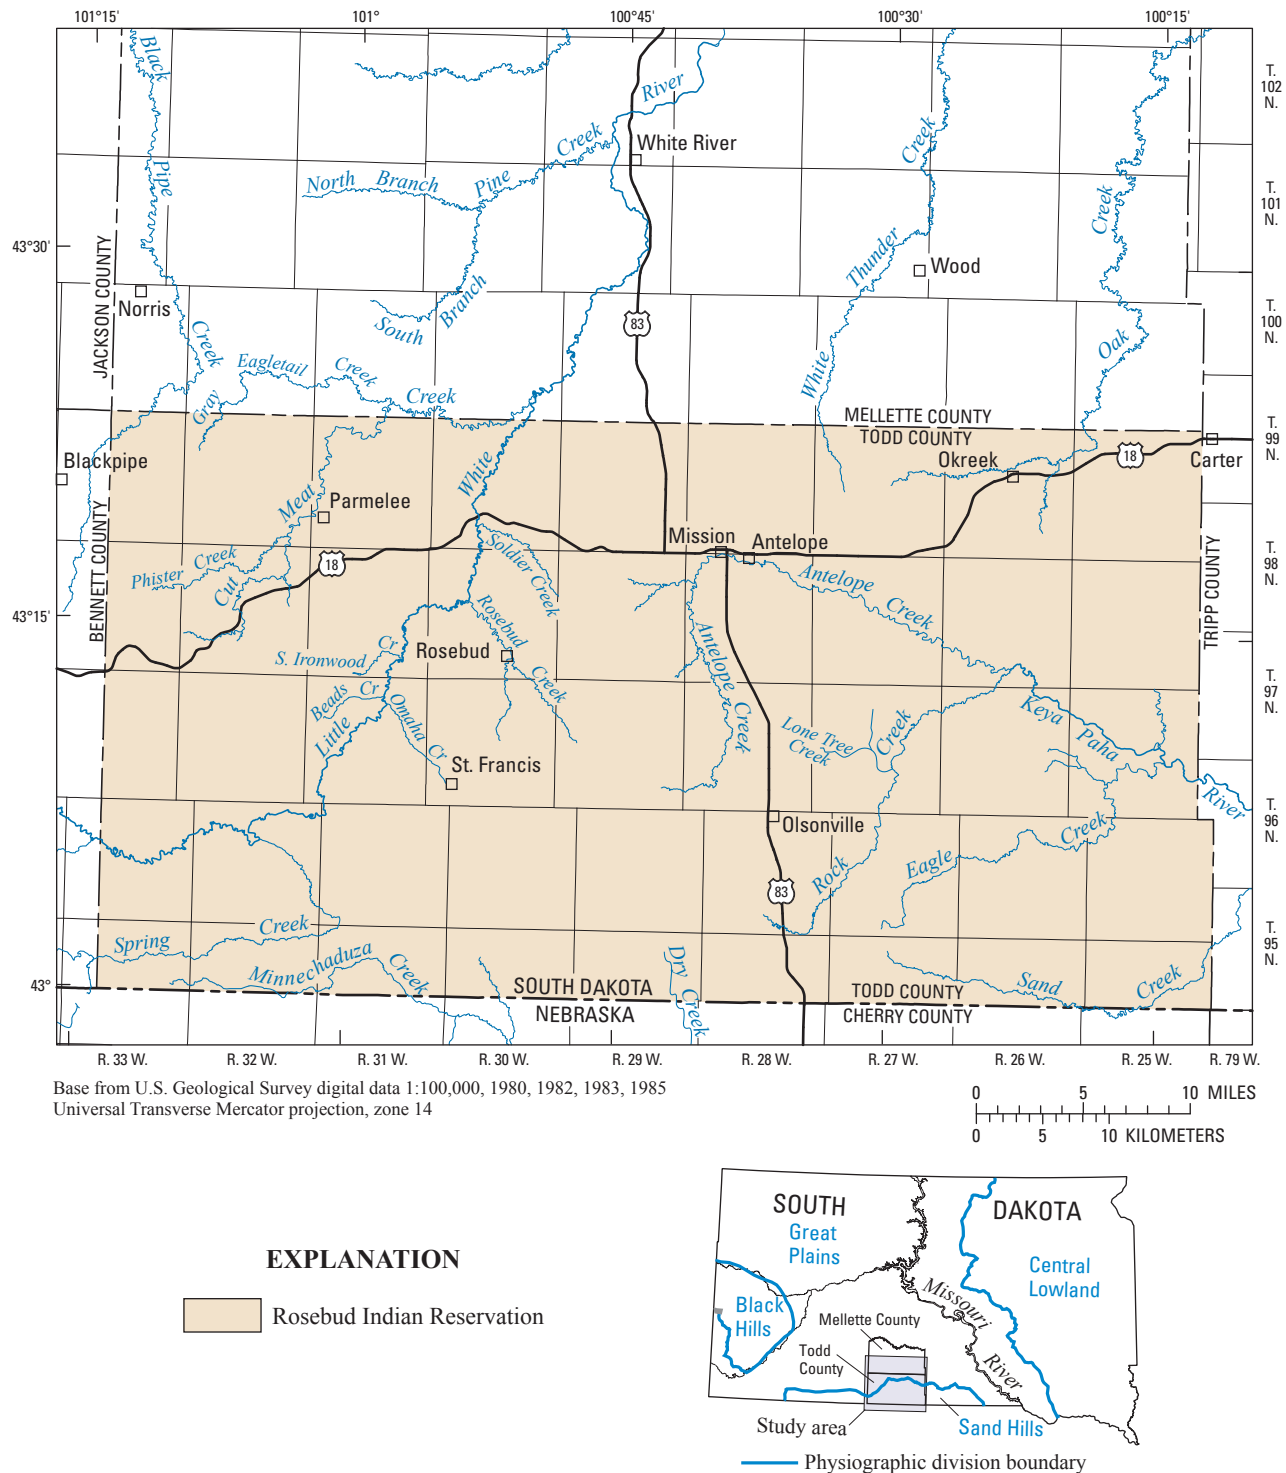 101°15'
101°
100°45'
100°30'
100°15'
Black
River
T.
102
N.
Creek
White River
Creek
Pipe
North Branch
Pine
Creek
T.
101
N.
43°30'
JACKSON COUNTY
Thunder
Wood
Norris
South
Branch
83
T.
100
N.
Creek
Oak
Eagletail
Creek
Gray
Creek
White
MELLETTE COUNTY
TODD COUNTY
T.
99
N.
Blackpipe
White
Okreek
18
Carter
Meat
Parmelee
Mission
Antelope
BENNETT COUNTY
Phister Creek
Cut
18
Soldier Creek
Antelope
Creek
T.
98
N.
TRIPP COUNTY
43°15'
Rosebud
Creek
S. Ironwood
Cr
Rosebud
Antelope
Creek
T.
97
N.
Beads
Cr
Omaha
Cr
Little
Lone Tree
Creek
Creek
Keya
Paha
River
St. Francis
Olsonville
T.
96
N.
Creek
Eagle
Rock
83
Spring
Creek
Minnechaduza
Creek
Dry
Creek
Sand
Creek
T.
95
N.
43°
SOUTH DAKOTA
NEBRASKA
TODD COUNTY
CHERRY COUNTY
R. 33 W.
R. 32 W.
R. 31 W.
R. 30 W.
R. 29 W.
R. 28 W.
R. 27 W.
R. 26 W.
R. 25 W.
R. 79 W.
Base from U.S. Geological Survey digital data 1:100,000, 1980, 1982, 1983, 1985
Universal Transverse Mercator projection, zone 14
0 5 10 MILES
0 5 10 KILOMETERS
EXPLANATION
Rosebud Indian Reservation
SOUTH
DAKOTA
Great
Plains
Central
Lowland
Black
Hills
Missouri
River
Mellette County
Todd
County
Study area
Sand Hills
Physiographic division boundary